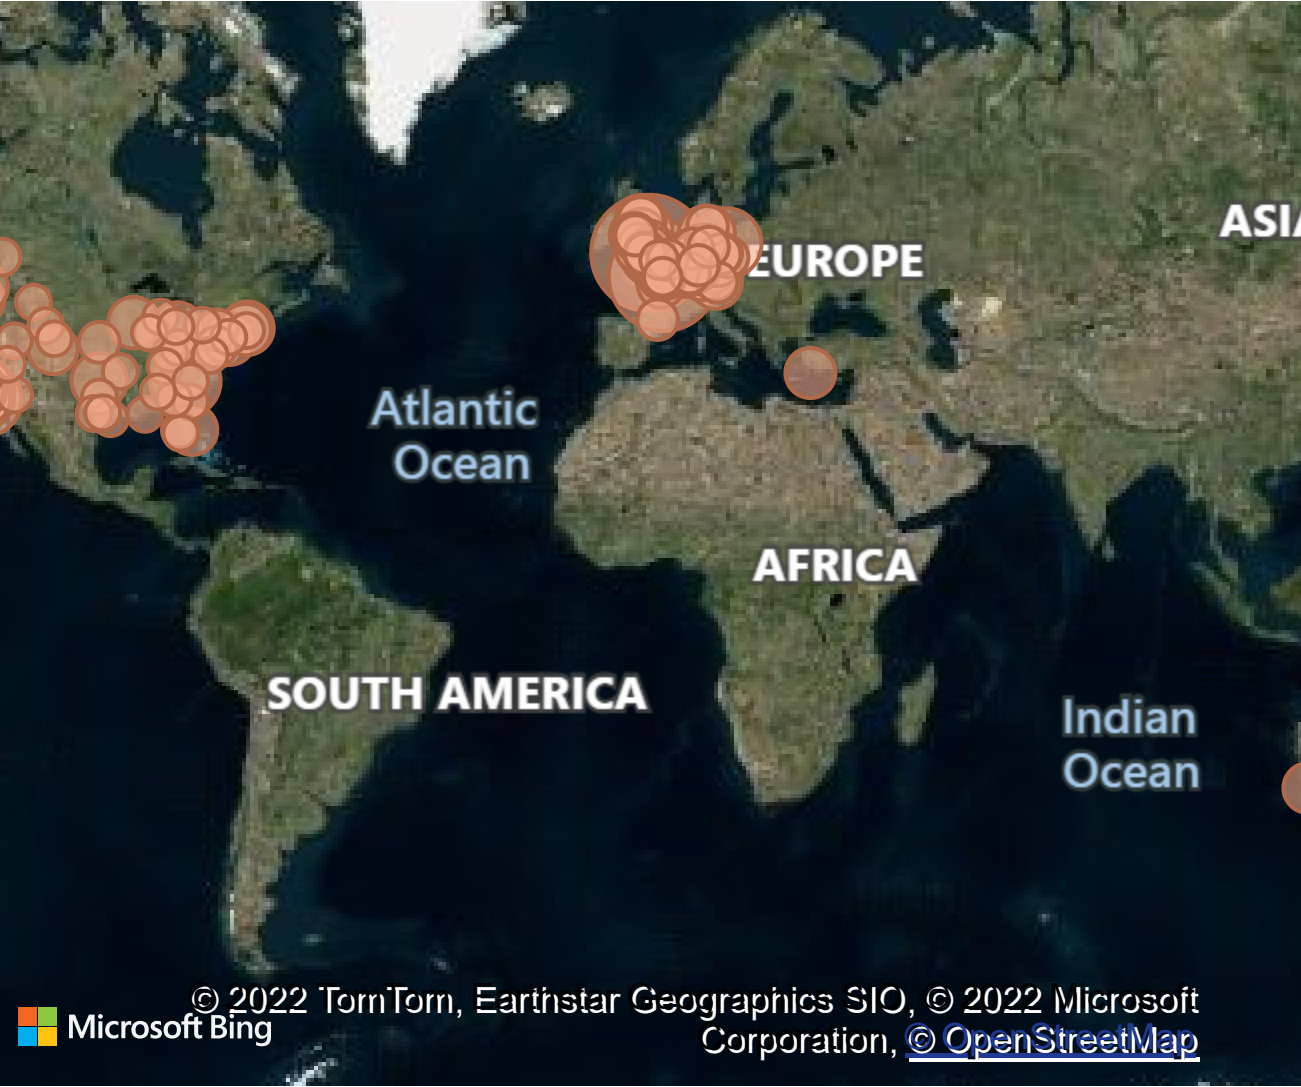 ASIA
EUROPE
Atlantic
Ocean
AFRICA
SOUTH AMERICA
Indian
Ocean
© 2022 TomTom, Earthstar Geographics SIO, © 2022 Microsoft
Corporation, © OpenStreetMap
Microsoft Bing